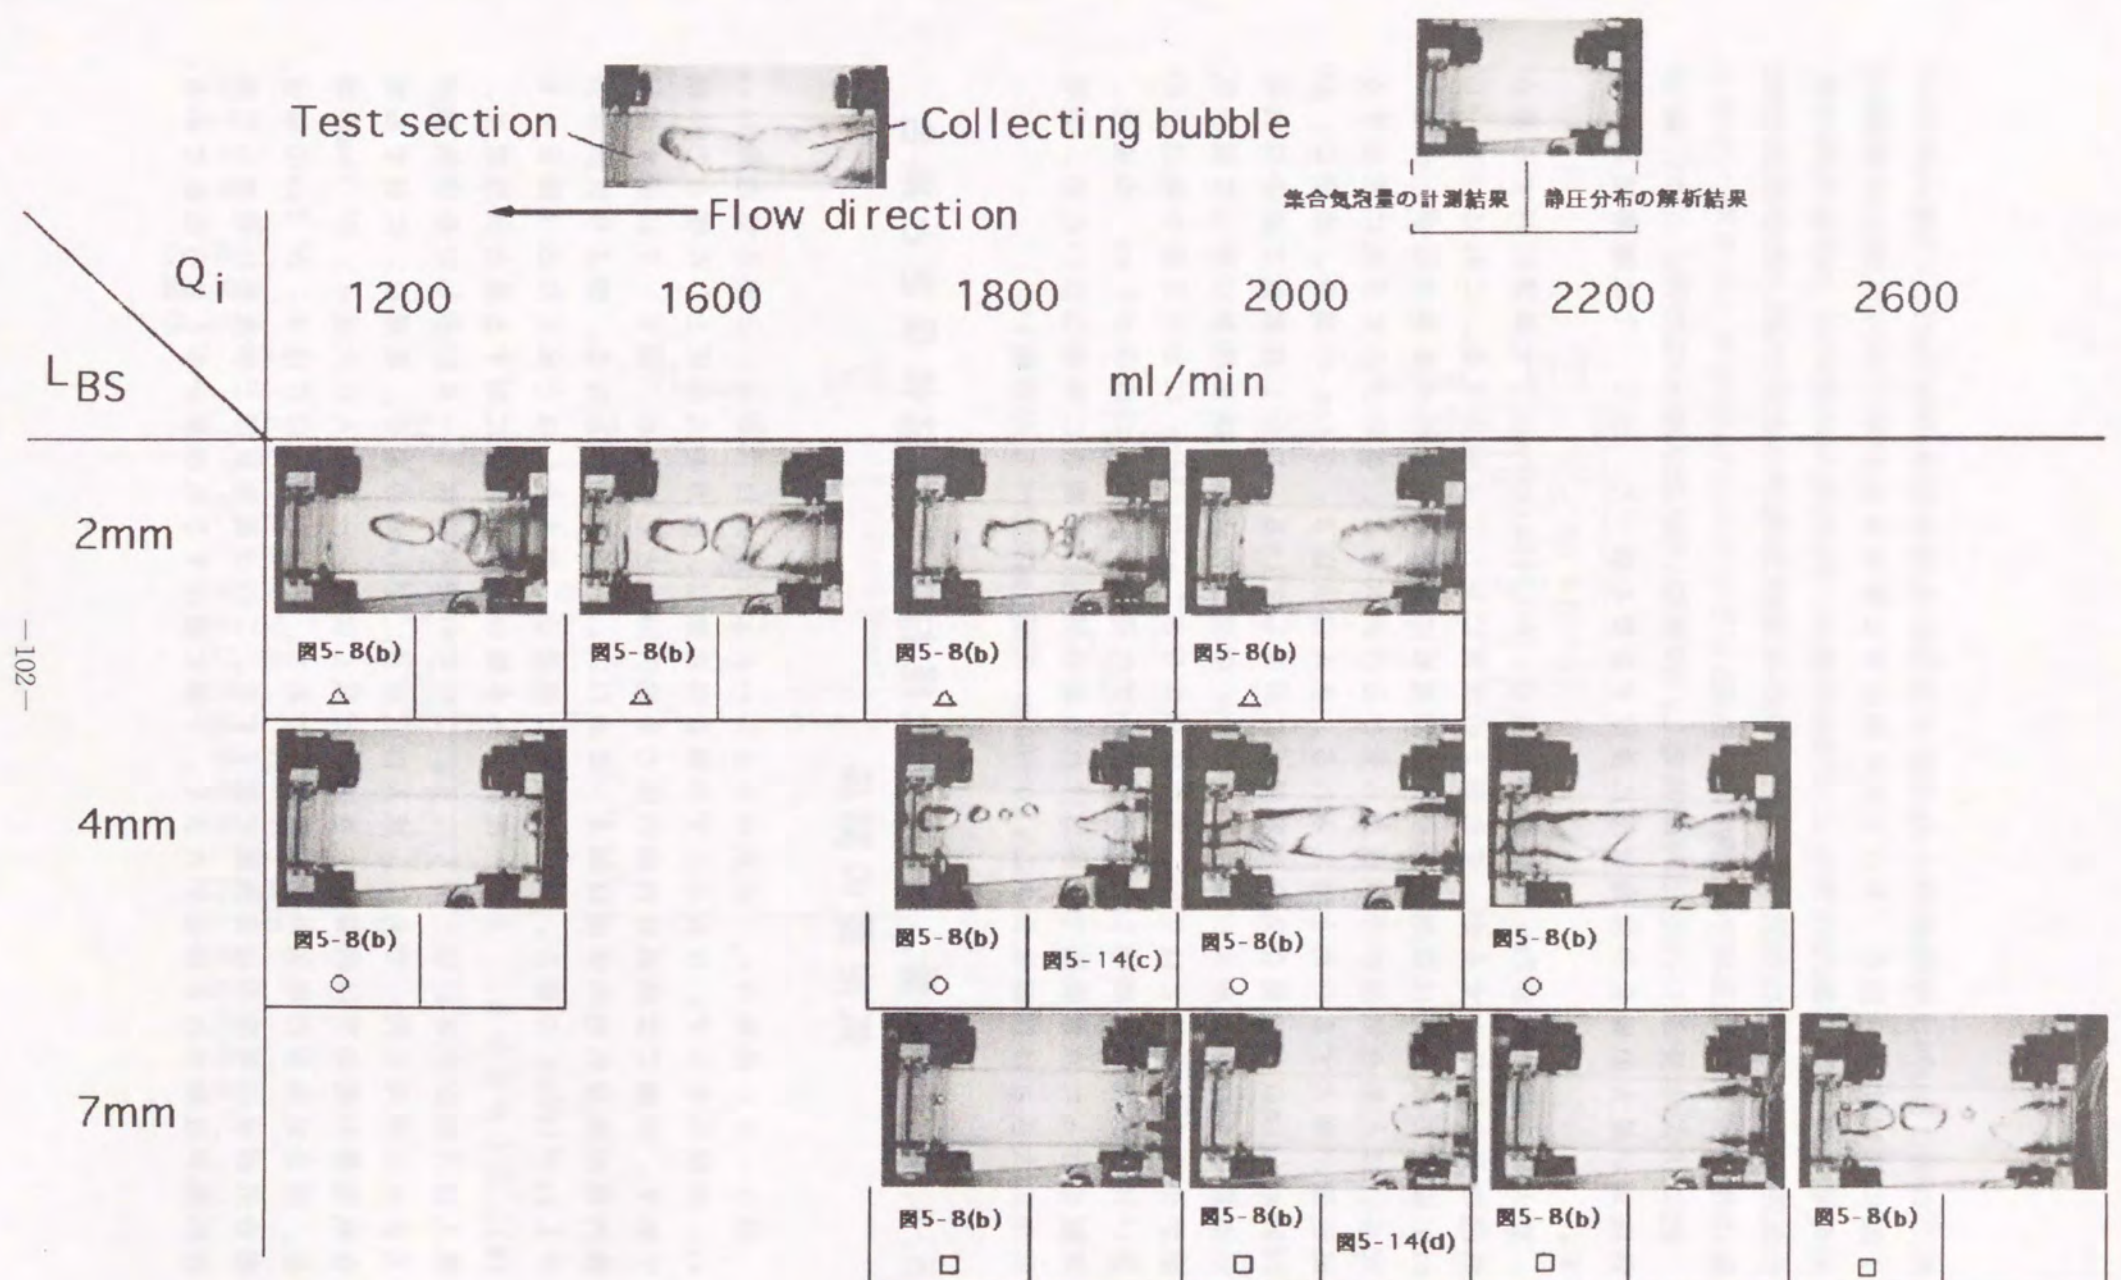 Test section
Collecting bubble
Flow direction
集合気泡量の計測結果
静圧分布の解析結果
Qi
1200
1600
1800
2000
2200
2600
LBS
ml/min
2mm
図5-8(b)
△
図5-8(b)
△
図5-8(b)
△
図5-8(b)
△
4mm
図5-8(b)
○
図5-8(b)
○
図5-14(c)
図5-8(b)
○
図5-8(b)
○
7mm
図5-8(b)
□
図5-8(b)
□
図5-14(d)
図5-8(b)
□
図5-8(b)
□
—102—